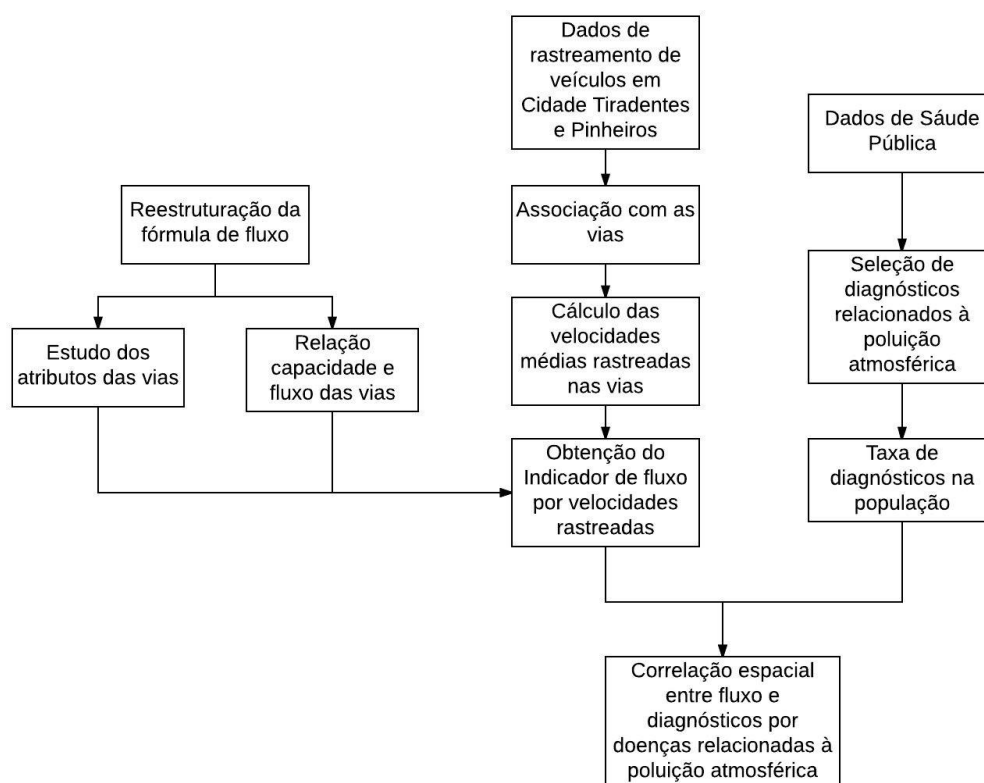 Dados de
rastreamento de
veículos em
Cidade Tiradentes
e Pinheiros
Dados de Sáude
Pública
Reestruturação da
fórmula de fluxo
Associação com as
vias
Seleção de
diagnósticos
relacionados à
poluição
atmosférica
Estudo dos
atributos das vias
Relação
capacidade e
fluxo das vias
Cálculo das
velocidades
médias rastreadas
nas vias
Obtenção do
Indicador de fluxo
por velocidades
rastreadas
Taxa de
diagnósticos na
população
Correlação espacial
entre fluxo e
diagnósticos por
doenças relacionadas à
poluição atmosférica